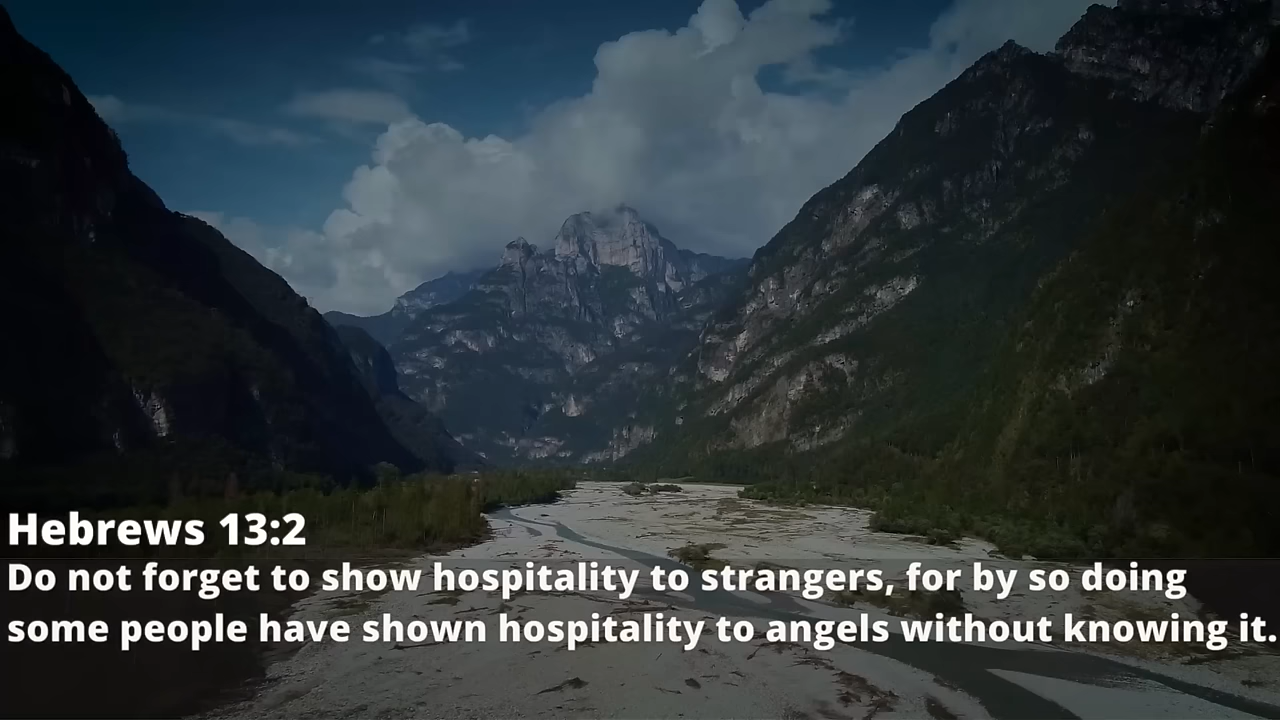 Hebrews 13:2
Do not forget to show hospitality to strangers, for by so doing
some people have shown hospitality to angels without knowing it.